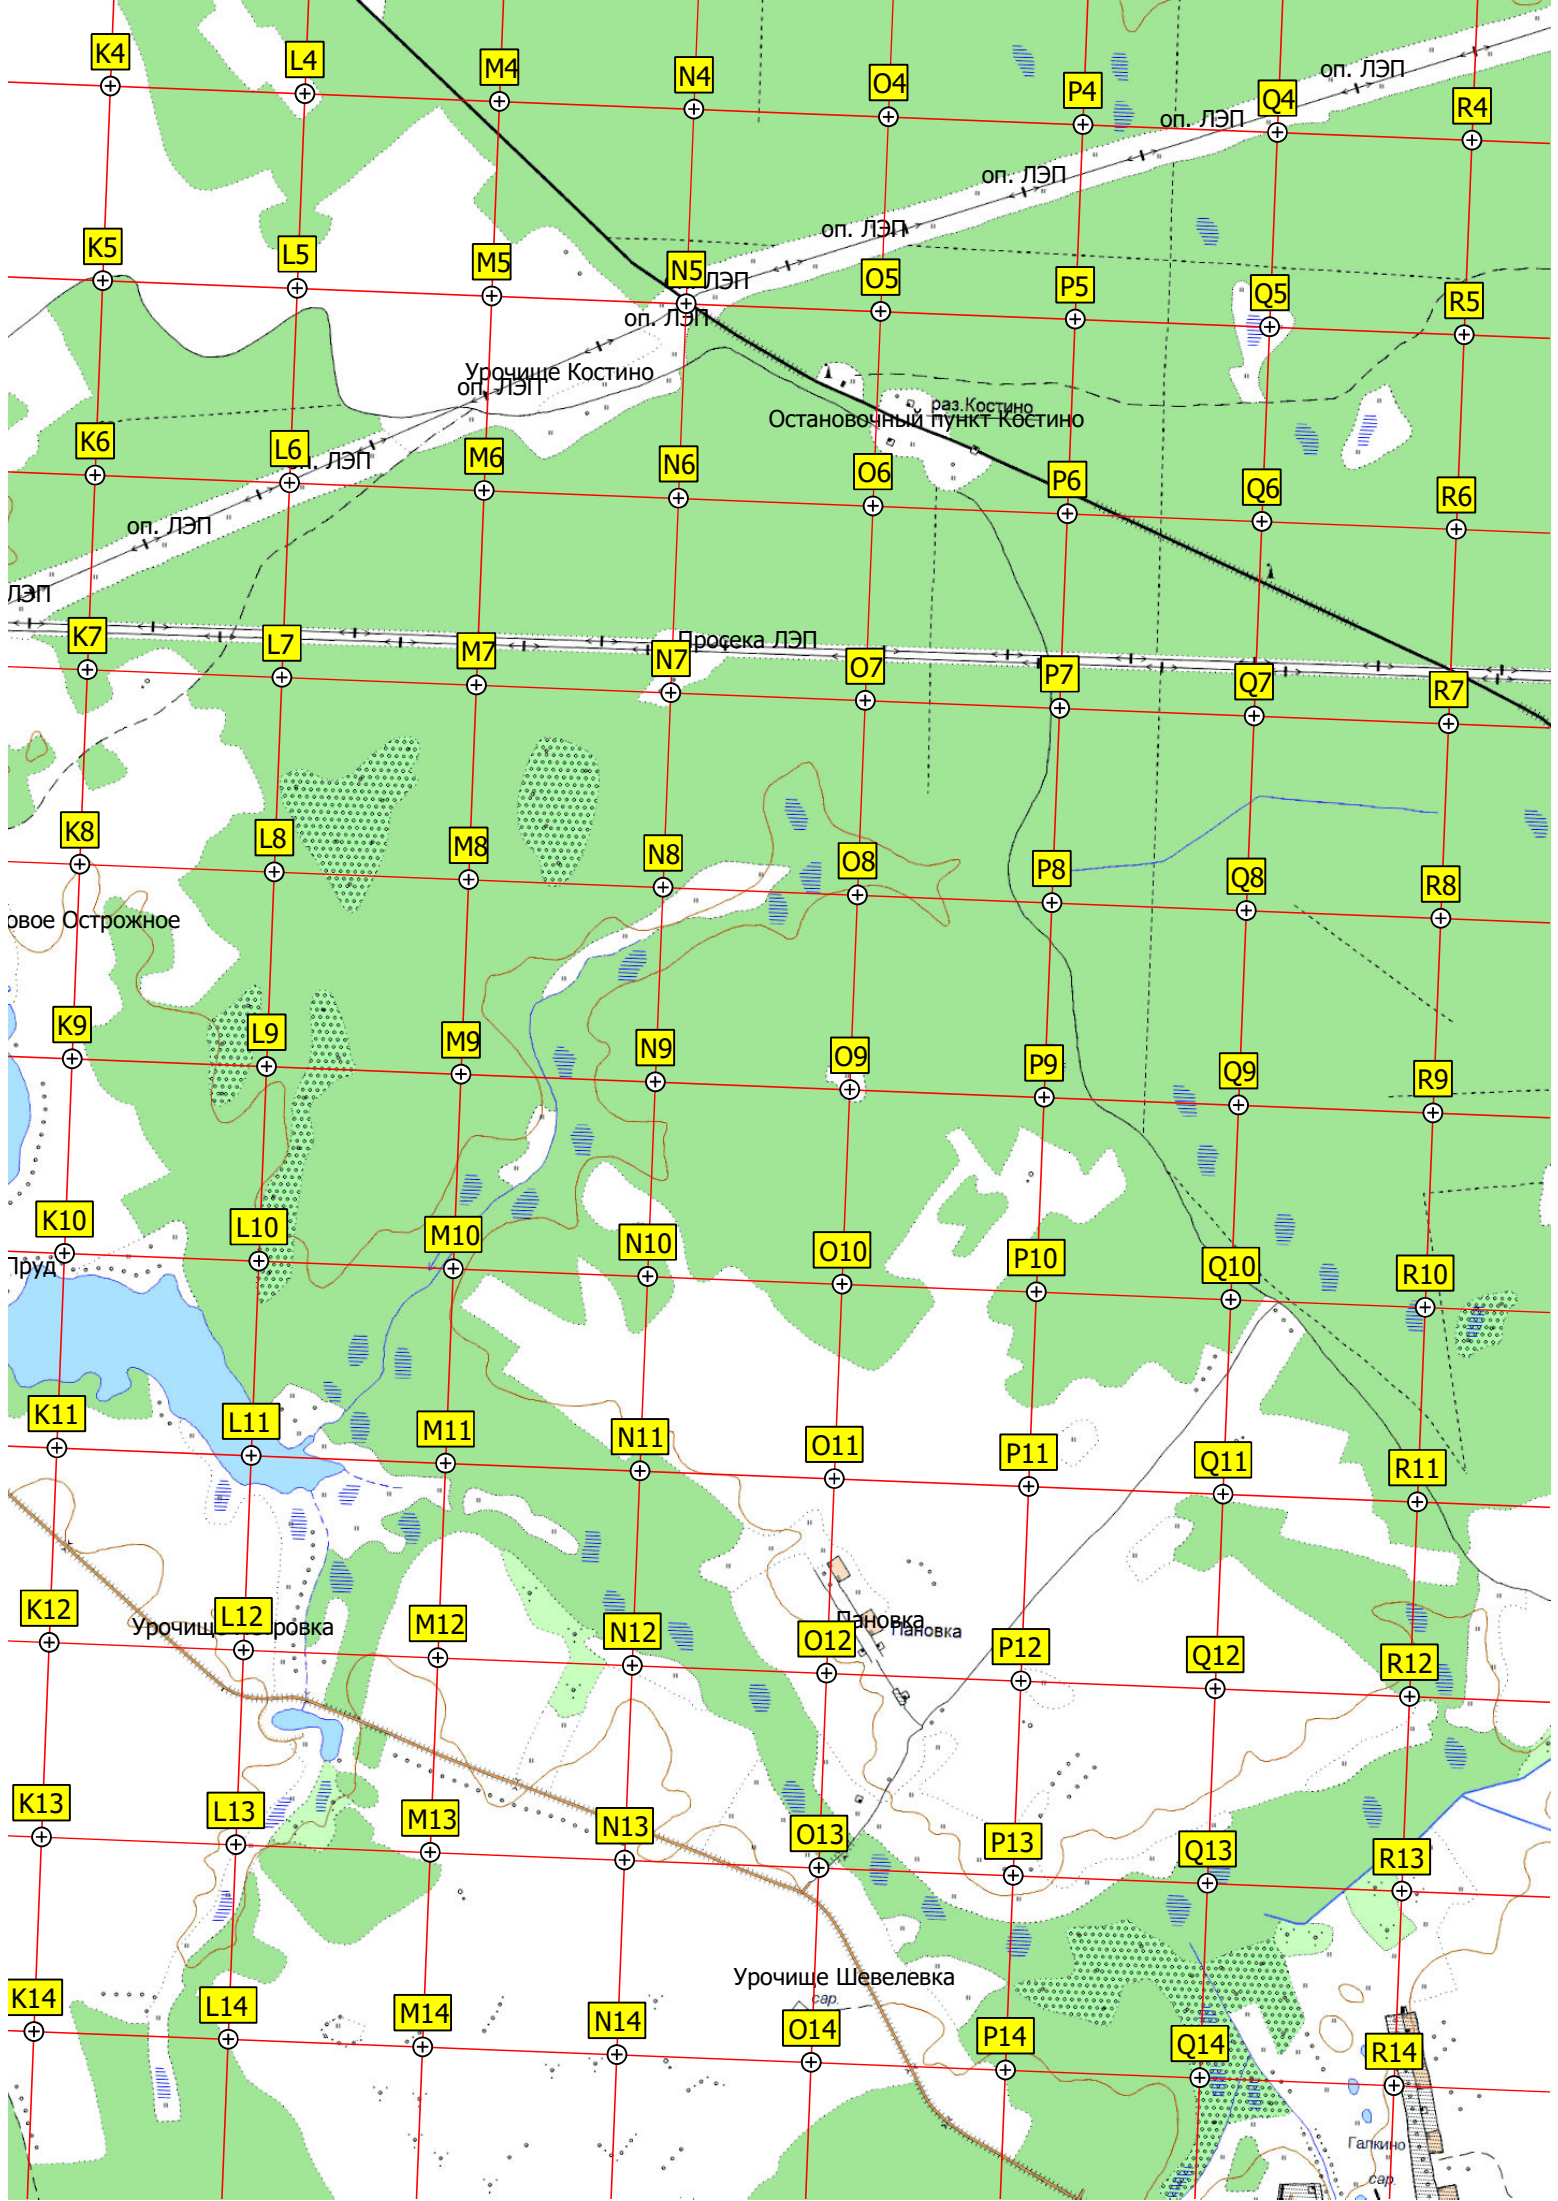 K4
L4
M4
N4
O4
P4
Q4
R4
оп. ЛЭП
оп. ЛЭП
оп. ЛЭП
оп. ЛЭП
K5
L5
M5
N5
ЛЭП
O5
P5
Q5
R5
оп. ЛЭП
Урочище Костино
оп. ЛЭП
раз.Костино
Остановочный пункт Костино
K6
L6
оп. ЛЭП
M6
N6
O6
P6
Q6
R6
оп. ЛЭП
ЛЭП
K7
L7
M7
N7
Просека ЛЭП
O7
P7
Q7
R7
K8
L8
M8
N8
O8
P8
Q8
R8
овое Острожное
K9
L9
M9
N9
O9
P9
Q9
R9
K10
L10
M10
N10
O10
P10
Q10
R10
Пруд
K11
L11
M11
N11
O11
P11
Q11
R11
K12
L12
M12
N12
O12
P12
Q12
R12
Пановка
Пановка
K13
L13
M13
N13
O13
P13
Q13
R13
Урочище Шевелевка
сар.
K14
L14
M14
N14
O14
P14
Q14
R14
Галкино
сар.